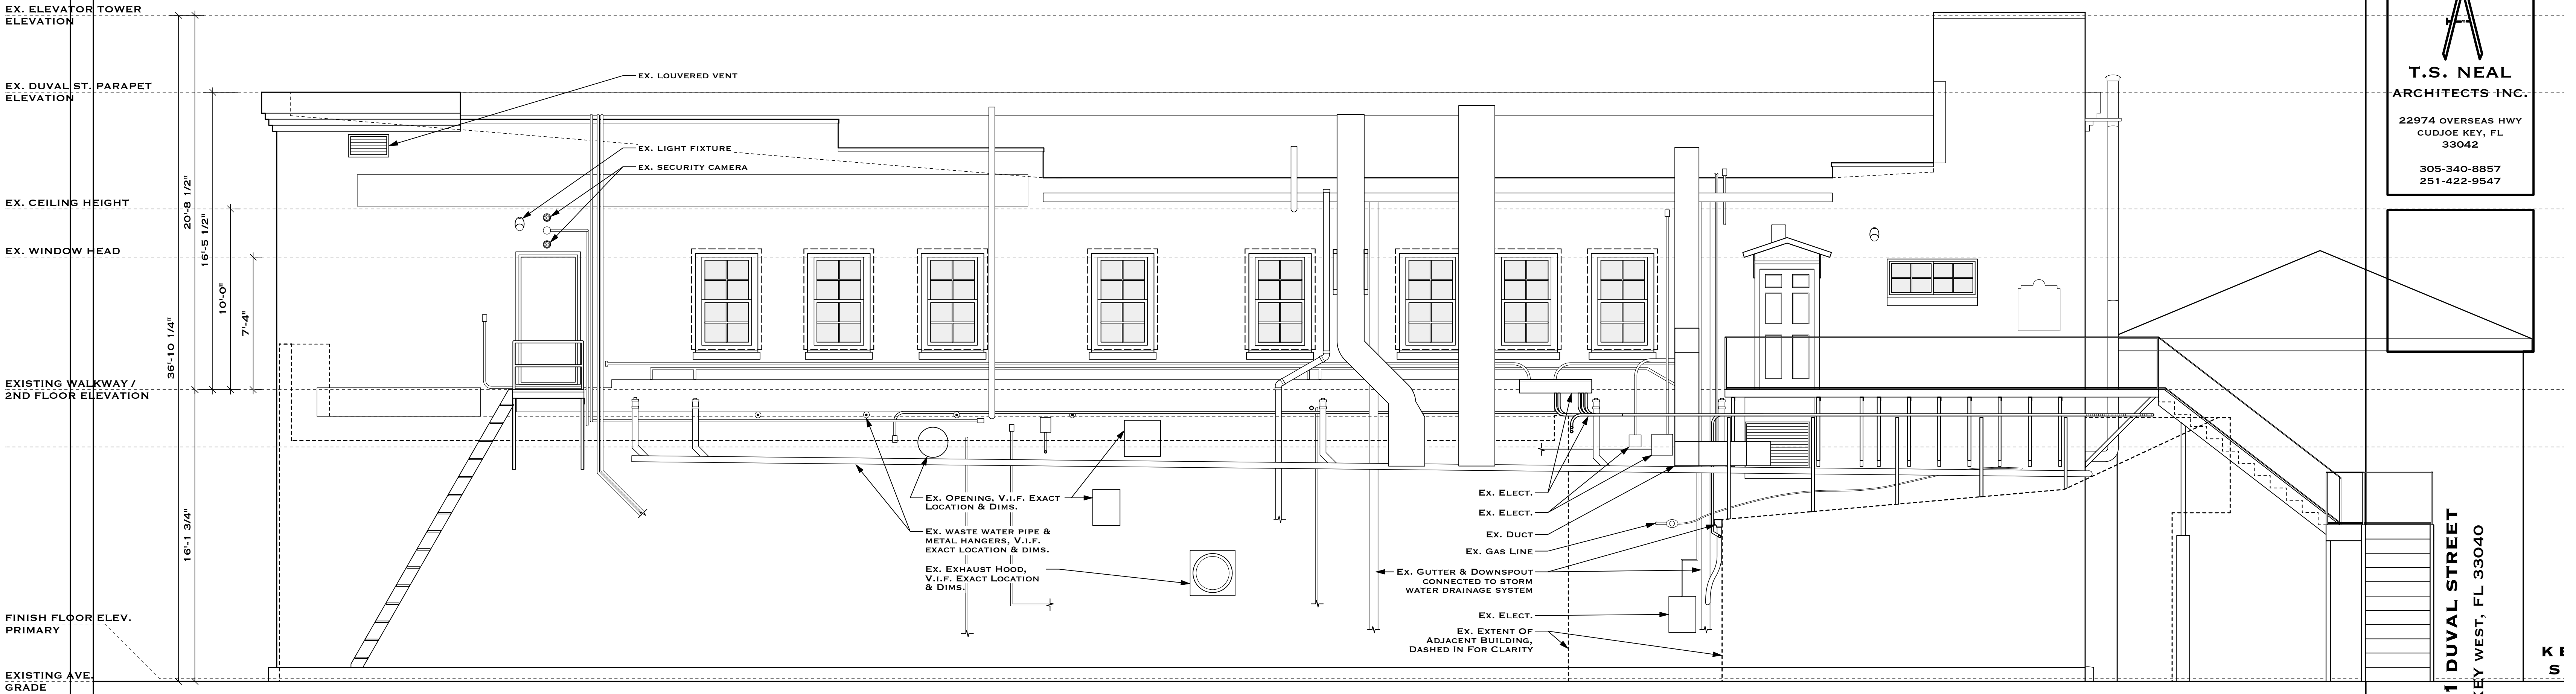 EX. ELEVATOR TOWER
ELEVATION
EX. DUVAL ST. PARAPET
ELEVATION
EX. CEILING HEIGHT
EX. WINDOW HEAD
EXISTING WALKWAY /
2ND FLOOR ELEVATION
FINISH FLOOR ELEV.
PRIMARY
EXISTING AVE.
GRADE
36'-10 1/4"
20'-8 1/2"
16'-1 3/4"
16'-5 1/2"
10'-0"
7'-4"
EX. LOUVERED VENT
EX. LIGHT FIXTURE
EX. SECURITY CAMERA
EX. OPENING, V.I.F. EXACT
LOCATION & DIMS.
EX. WASTE WATER PIPE &
METAL HANGERS, V.I.F.
EXACT LOCATION & DIMS.
EX. EXHAUST HOOD,
V.I.F. EXACT LOCATION
& DIMS.
EX. ELECT.
EX. ELECT.
EX. DUCT
EX. GAS LINE
EX. GUTTER & DOWNSPOUT
CONNECTED TO STORM
WATER DRAINAGE SYSTEM
EX. ELECT.
EX. EXTENT OF
ADJACENT BUILDING,
DASHED IN FOR CLARITY
T.S. NEAL
ARCHITECTS INC.
22974 OVERSEAS HWY
CUDJOE KEY, FL
33042
305-340-8857
251-422-9547
1 DUVAL STREET
KEY WEST, FL 33040
K
S